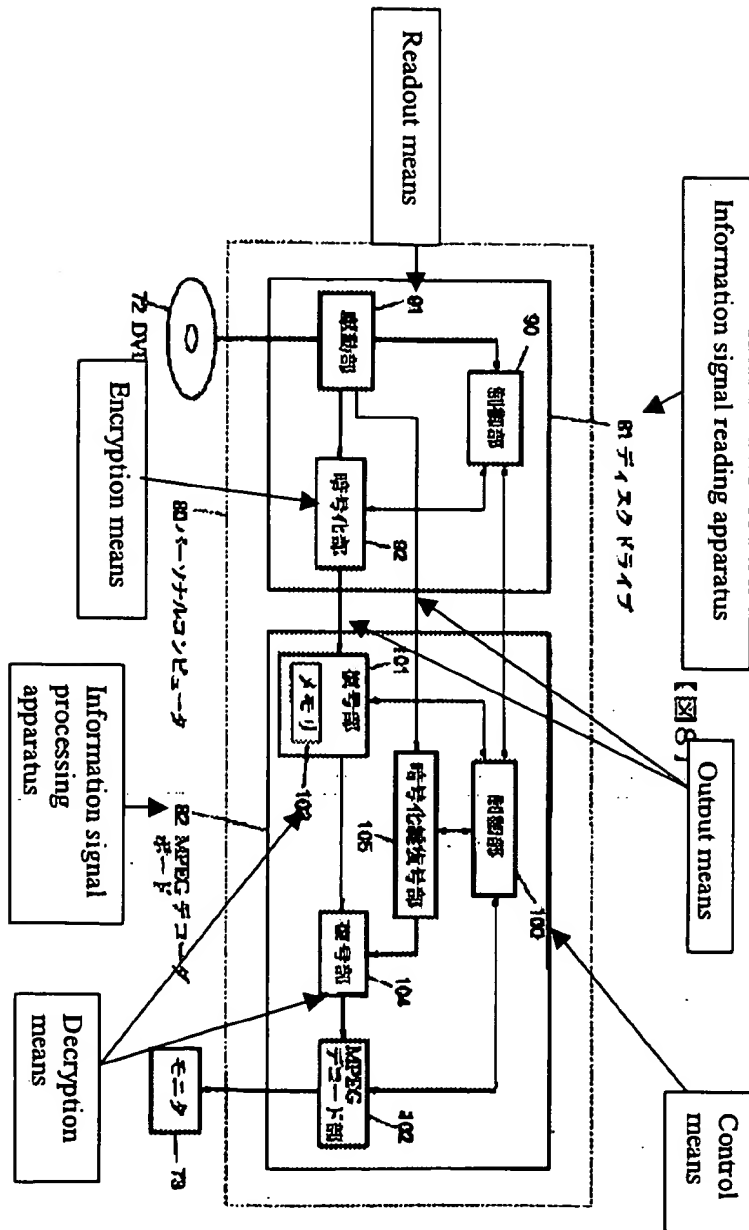 Readout means
Information signal reading apparatus
81 ディスクドライブ
【図8】
Output means
Control
means
90
制御部
91
駆動部
92
暗号化部
72 DV
Encryption means
80 パーソナルコンピュータ
100
制御部
105
暗号化鍵復号部
101
復号部
メモリ
103
104
復号部
MPEG
デコード部
102
82 MPEG デコーダ
ボード
Information signal
processing
apparatus
Decryption
means
モニタ
73